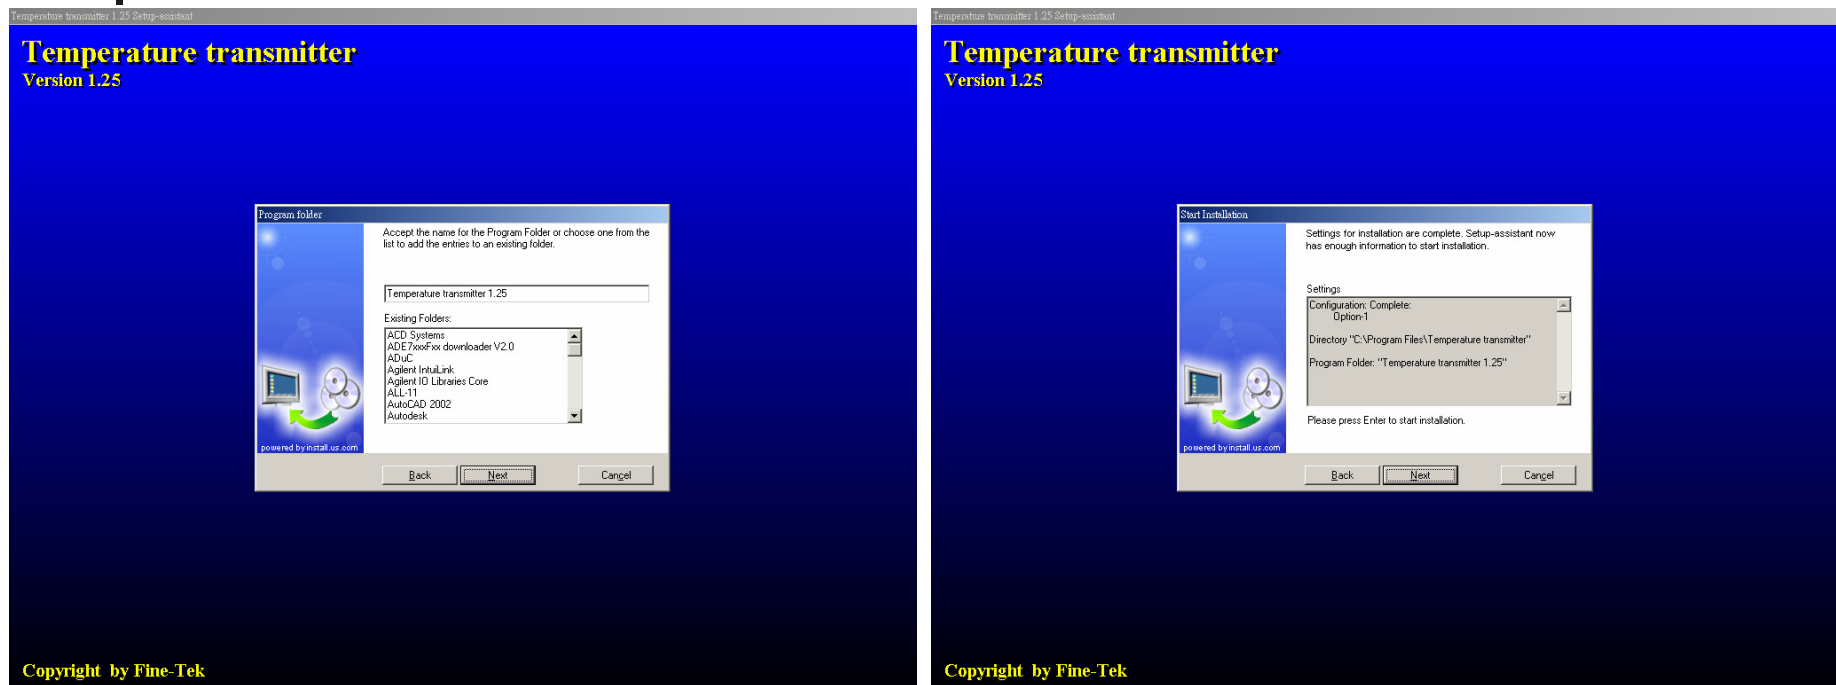 Temperature transmitter 1.25 Setup-assistant
Temperature transmitter
Version 1.25
Program folder
Accept the name for the Program Folder or choose one from the
list to add the entries to an existing folder.
Temperature transmitter 1.25
Existing Folders:
ACD Systems
ADE7xxxFxx downloader V2.0
ADuC
Agilent IntuiLink
Agilent IO Libraries Core
ALL-11
AutoCAD 2002
Autodesk
powered by install.us.com
Back
Next
Cancel
Copyright by Fine-Tek
Temperature transmitter 1.25 Setup-assistant
Temperature transmitter
Version 1.25
Start Installation
Settings for installation are complete. Setup-assistant now
has enough information to start installation.
Settings
Configuration: Complete:
Option-1
Directory "C:\Program Files\Temperature transmitter"
Program Folder: "Temperature transmitter 1.25"
Please press Enter to start installation.
powered by install.us.com
Back
Next
Cancel
Copyright by Fine-Tek